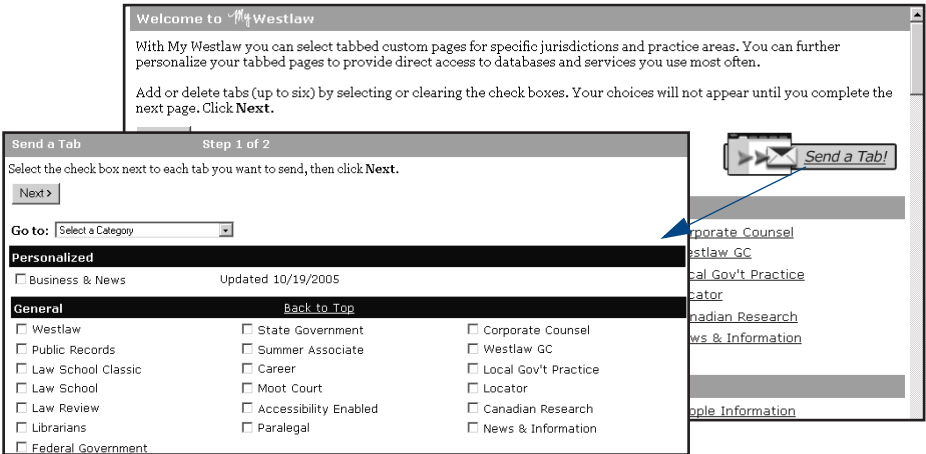 Welcome to My Westlaw
With My Westlaw you can select tabbed custom pages for specific jurisdictions and practice areas. You can further
personalize your tabbed pages to provide direct access to databases and services you use most often.
Add or delete tabs (up to six) by selecting or clearing the check boxes. Your choices will not appear until you complete the
next page. Click Next.
Send a Tab!
Counsel
GC
Gov't Practice
Research
& Information
Information
Send a Tab Step 1 of 2
Select the check box next to each tab you want to send, then click Next.
Next >
Go to: Select a Category
Personalized
Business & News Updated 10/19/2005
General Back to Top
Westlaw State Government Corporate Counsel
Public Records Summer Associate Westlaw GC
Law School Classic Career Local Gov't Practice
Law School Moot Court Locator
Law Review Accessibility Enabled Canadian Research
Librarians Paralegal News & Information
Federal Government